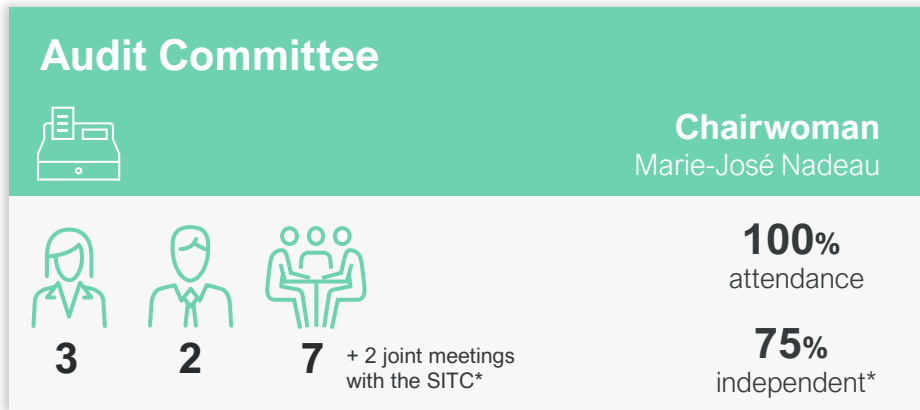 Audit Committee
Chairwoman
Marie-José Nadeau
3
2
7
+ 2 joint meetings
with the SITC*
100%
attendance
75%
independent*